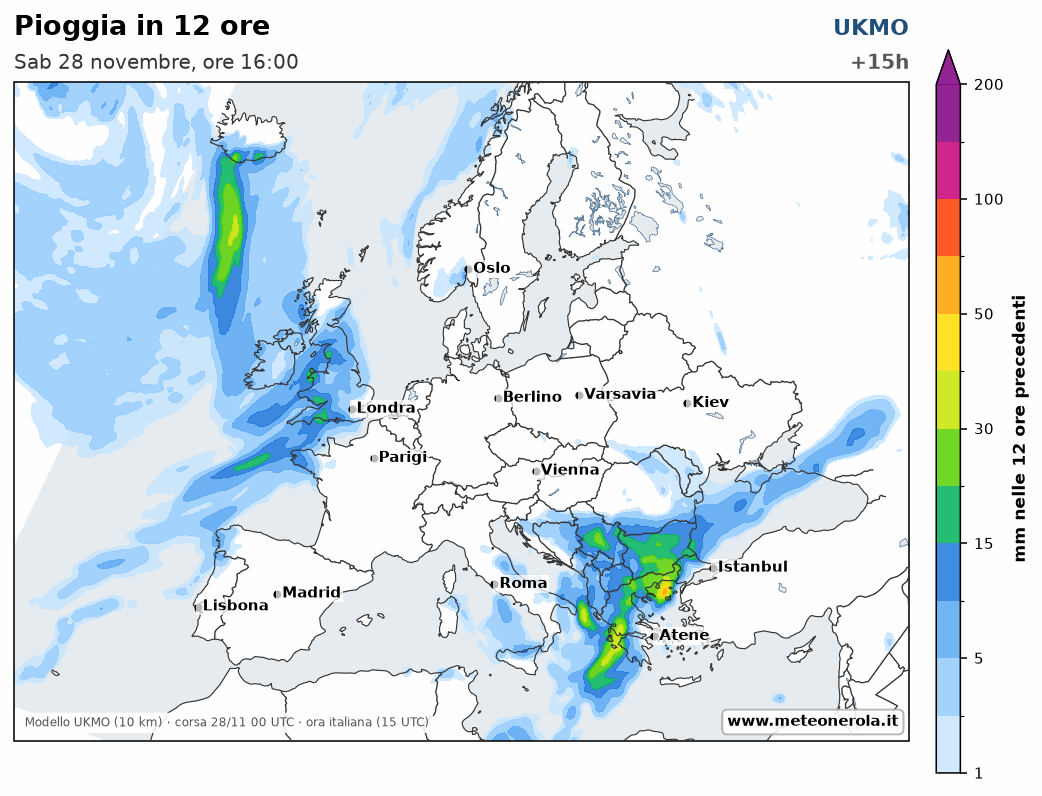 Pioggia in 12 ore
UKMO
Sab 28 novembre, ore 16:00
+15h
200
100
50
30
15
5
1
mm nelle 12 ore precedenti
Oslo
Berlino
Varsavia
Kiev
Londra
Parigi
Vienna
Istanbul
Roma
Madrid
Lisbona
Atene
Modello UKMO (10 km) · corsa 28/11 00 UTC · ora italiana (15 UTC)
www.meteonerola.it